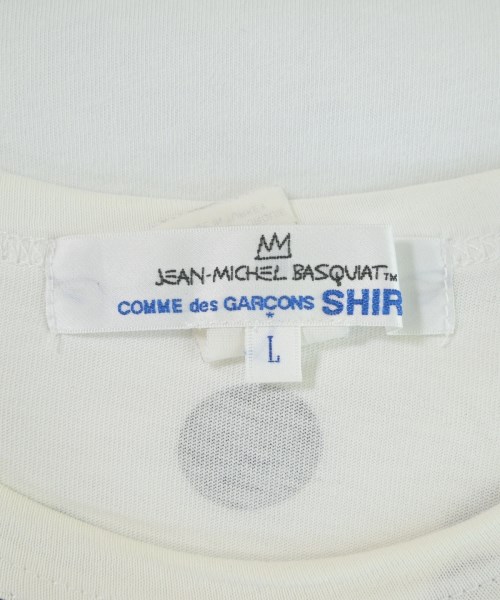 JEAN-MICHEL BASQUIAT™
COMME des GARÇONS SHIR
*
L